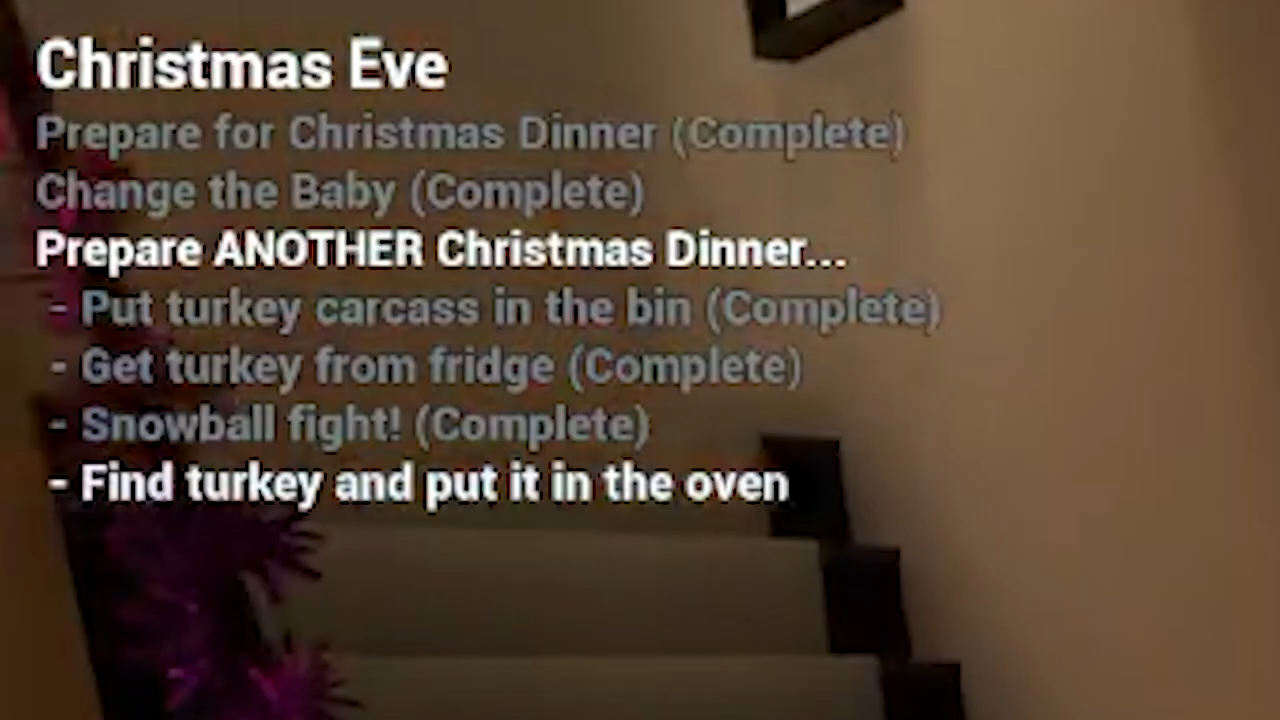 Christmas Eve
Prepare for Christmas Dinner (Complete)
Change the Baby (Complete)
Prepare ANOTHER Christmas Dinner...
- Put turkey carcass in the bin (Complete)
- Get turkey from fridge (Complete)
- Snowball fight! (Complete)
- Find turkey and put it in the oven